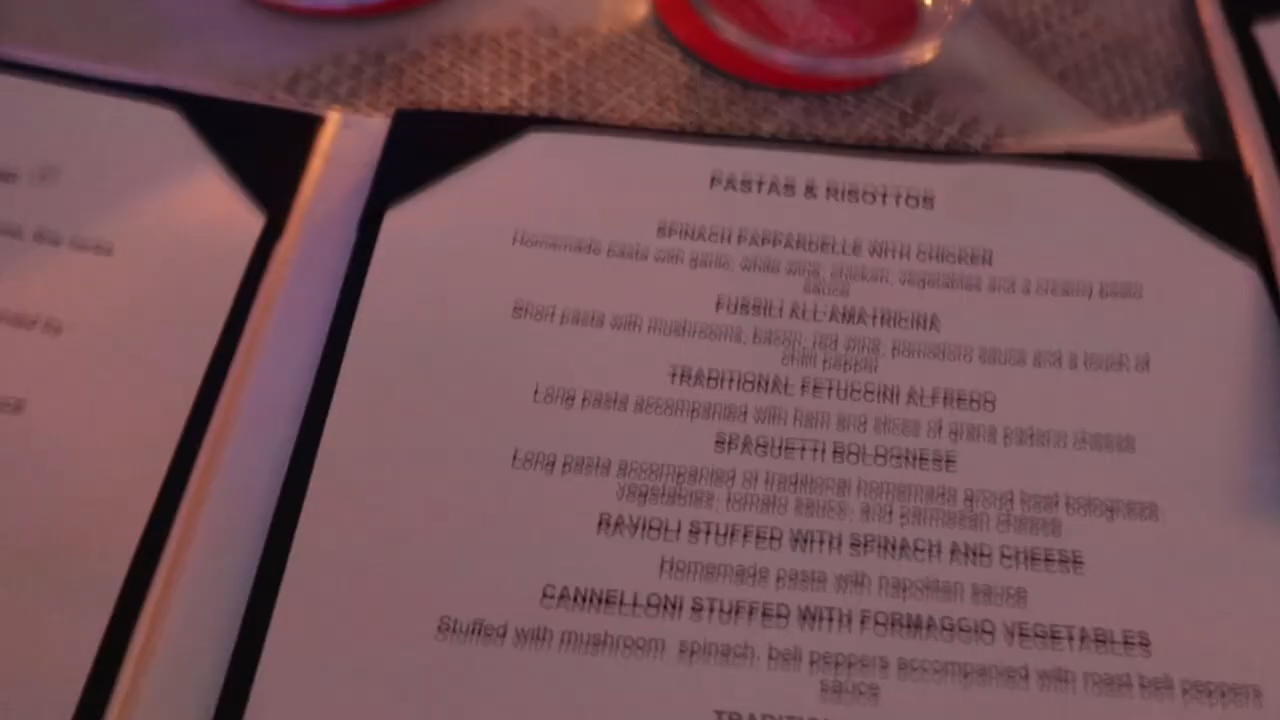 PASTAS & RISOTTOS
SPINACH PAPPARDELLE WITH CHICKEN
Homemade pasta with garlic, white wine, chicken, vegetables and a creamy
sauce
FUSSILI ALL'AMATRICINA
Short pasta with mushrooms, bacon, red wine, pomodoro sauce and a touch of
chilli pepper
TRADITIONAL FETUCCINI ALFREDO
Long pasta accompanied with ham and slices of grana padano cheese
SPAGUETTI BOLOGNESE
Long pasta accompanied of traditional homemade groud beef bolognese
vegetables, tomato sauce, and parmesan cheese
RAVIOLI STUFFED WITH SPINACH AND CHEESE
Homemade pasta with napolitan sauce
CANNELLONI STUFFED WITH FORMAGGIO VEGETABLES
Stuffed with mushroom, spinach, bell peppers accompanied with roast bell peppers
sauce